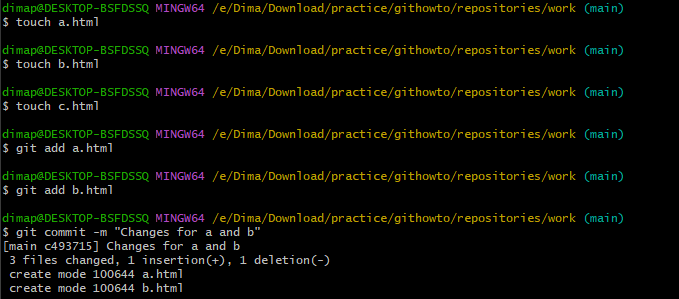 dimap@DESKTOP-BSFDSSQ MINGW64 /e/Dima/Download/practice/githowto/repositories/work (main)
$ touch a.html
dimap@DESKTOP-BSFDSSQ MINGW64 /e/Dima/Download/practice/githowto/repositories/work (main)
$ touch b.html
dimap@DESKTOP-BSFDSSQ MINGW64 /e/Dima/Download/practice/githowto/repositories/work (main)
$ touch c.html
dimap@DESKTOP-BSFDSSQ MINGW64 /e/Dima/Download/practice/githowto/repositories/work (main)
$ git add a.html
dimap@DESKTOP-BSFDSSQ MINGW64 /e/Dima/Download/practice/githowto/repositories/work (main)
$ git add b.html
dimap@DESKTOP-BSFDSSQ MINGW64 /e/Dima/Download/practice/githowto/repositories/work (main)
$ git commit -m "Changes for a and b"
[main c493715] Changes for a and b
 3 files changed, 1 insertion(+), 1 deletion(-)
 create mode 100644 a.html
 create mode 100644 b.html